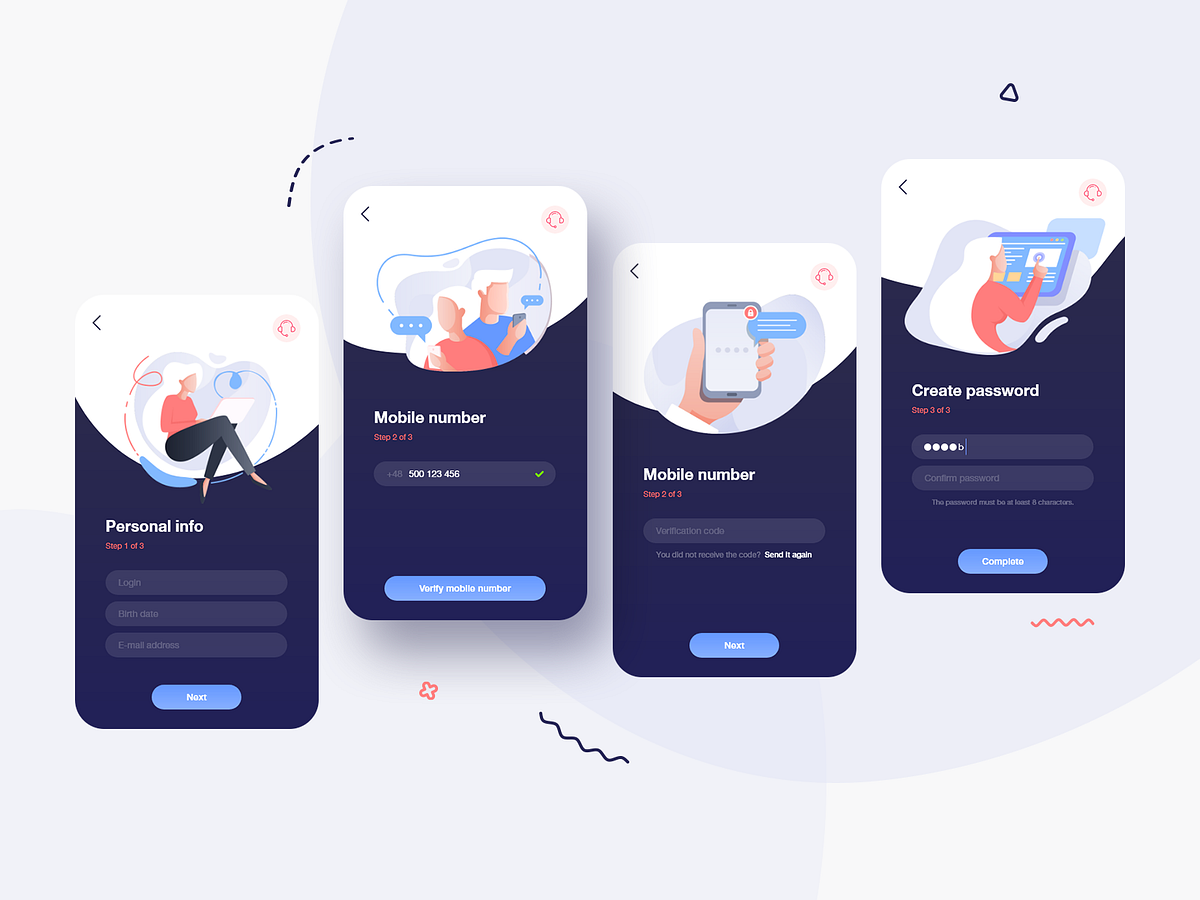 Personal info
Step 1 of 3
Login
Birth date
E-mail address
Next
Mobile number
Step 2 of 3
+48 500 123 456
Verify mobile number
Mobile number
Step 2 of 3
Verification code
You did not receive the code? Send it again
Next
Create password
Step 3 of 3
●●●●b
Confirm password
The password must be at least 8 characters.
Complete